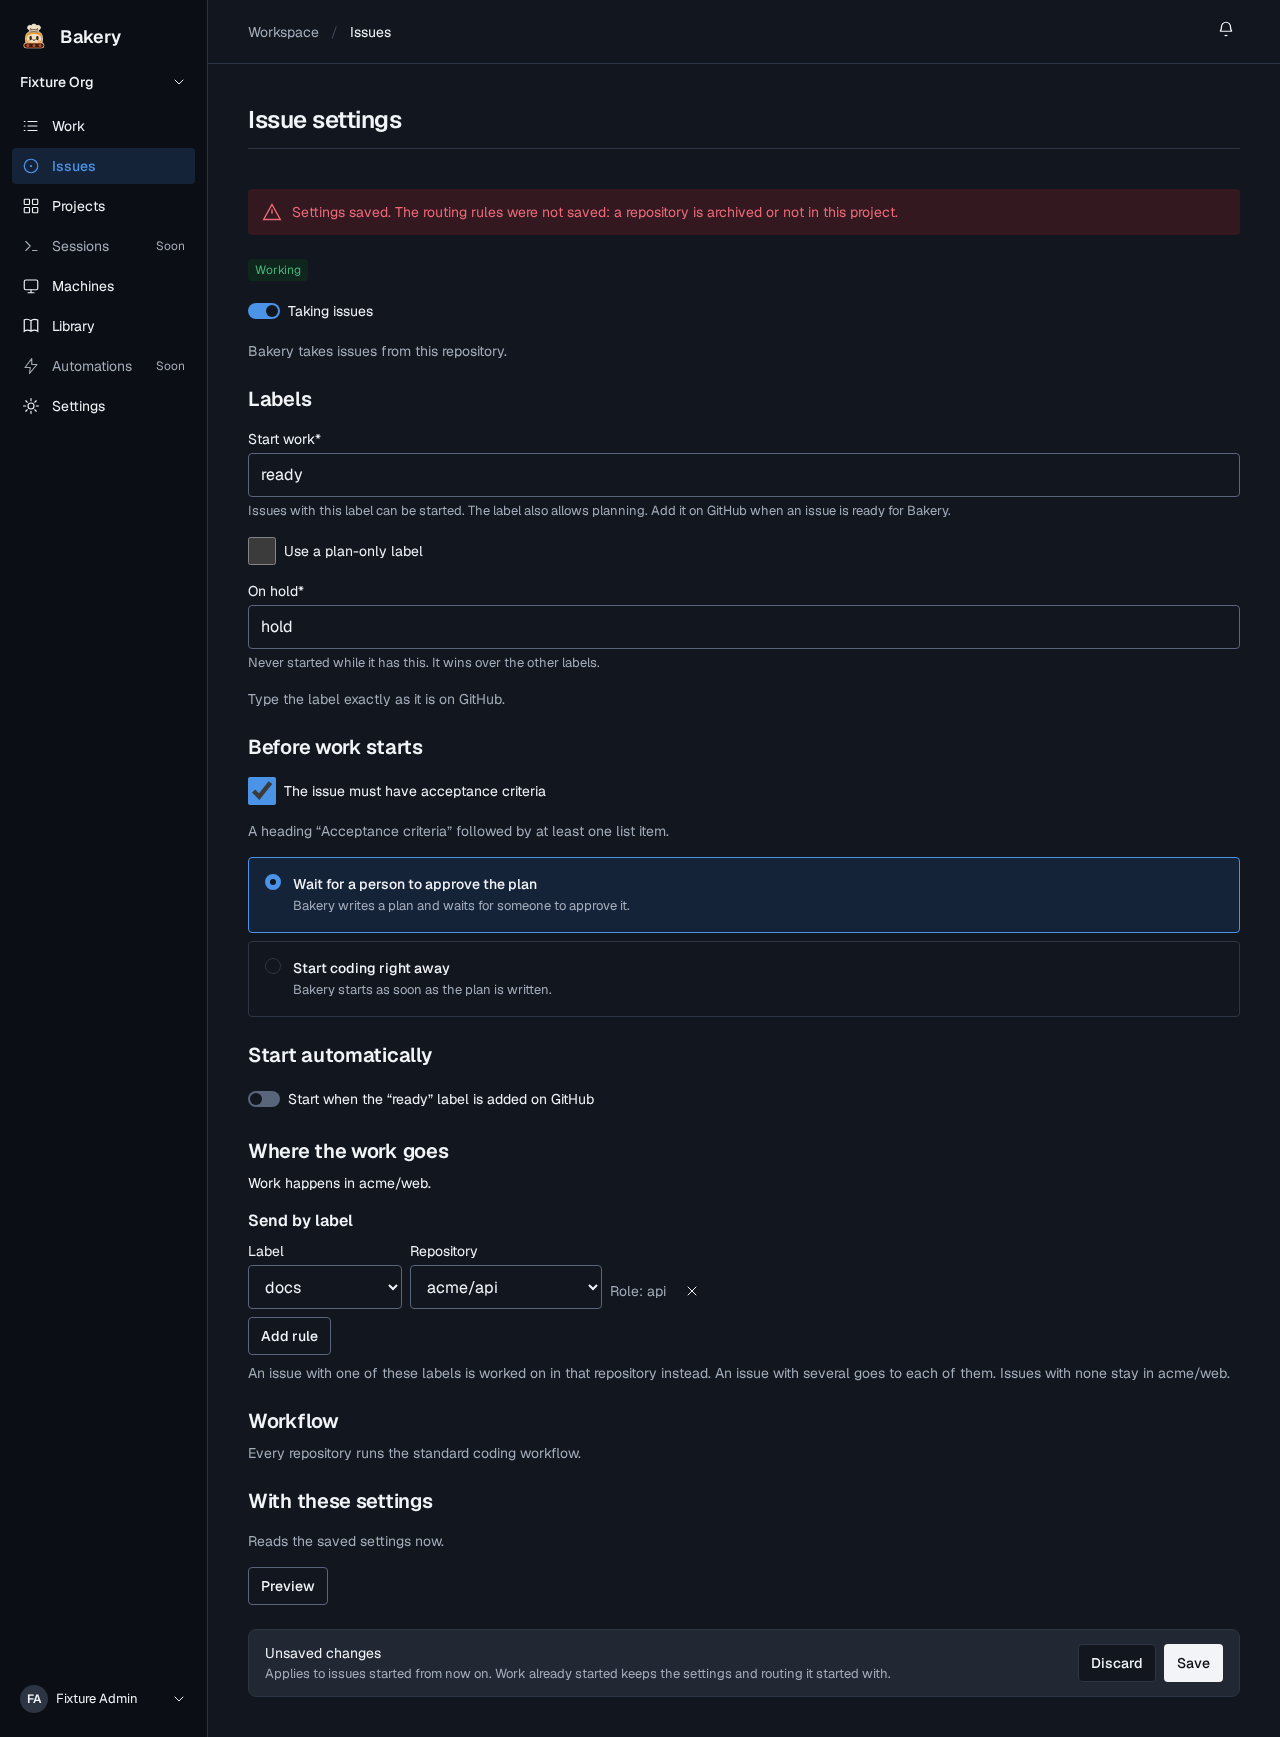 Bakery
Fixture Org
Work
Issues
Projects
Sessions Soon
Machines
Library
Automations Soon
Settings
FA Fixture Admin
Workspace / Issues
Issue settings
Settings saved. The routing rules were not saved: a repository is archived or not in this project.
Working
Taking issues
Bakery takes issues from this repository.
Labels
Start work*
ready
Issues with this label can be started. The label also allows planning. Add it on GitHub when an issue is ready for Bakery.
Use a plan-only label
On hold*
hold
Never started while it has this. It wins over the other labels.
Type the label exactly as it is on GitHub.
Before work starts
The issue must have acceptance criteria
A heading “Acceptance criteria” followed by at least one list item.
Wait for a person to approve the plan
Bakery writes a plan and waits for someone to approve it.
Start coding right away
Bakery starts as soon as the plan is written.
Start automatically
Start when the “ready” label is added on GitHub
Where the work goes
Work happens in acme/web.
Send by label
Label Repository
docs acme/api Role: api
Add rule
An issue with one of these labels is worked on in that repository instead. An issue with several goes to each of them. Issues with none stay in acme/web.
Workflow
Every repository runs the standard coding workflow.
With these settings
Reads the saved settings now.
Preview
Unsaved changes
Applies to issues started from now on. Work already started keeps the settings and routing it started with.
Discard Save